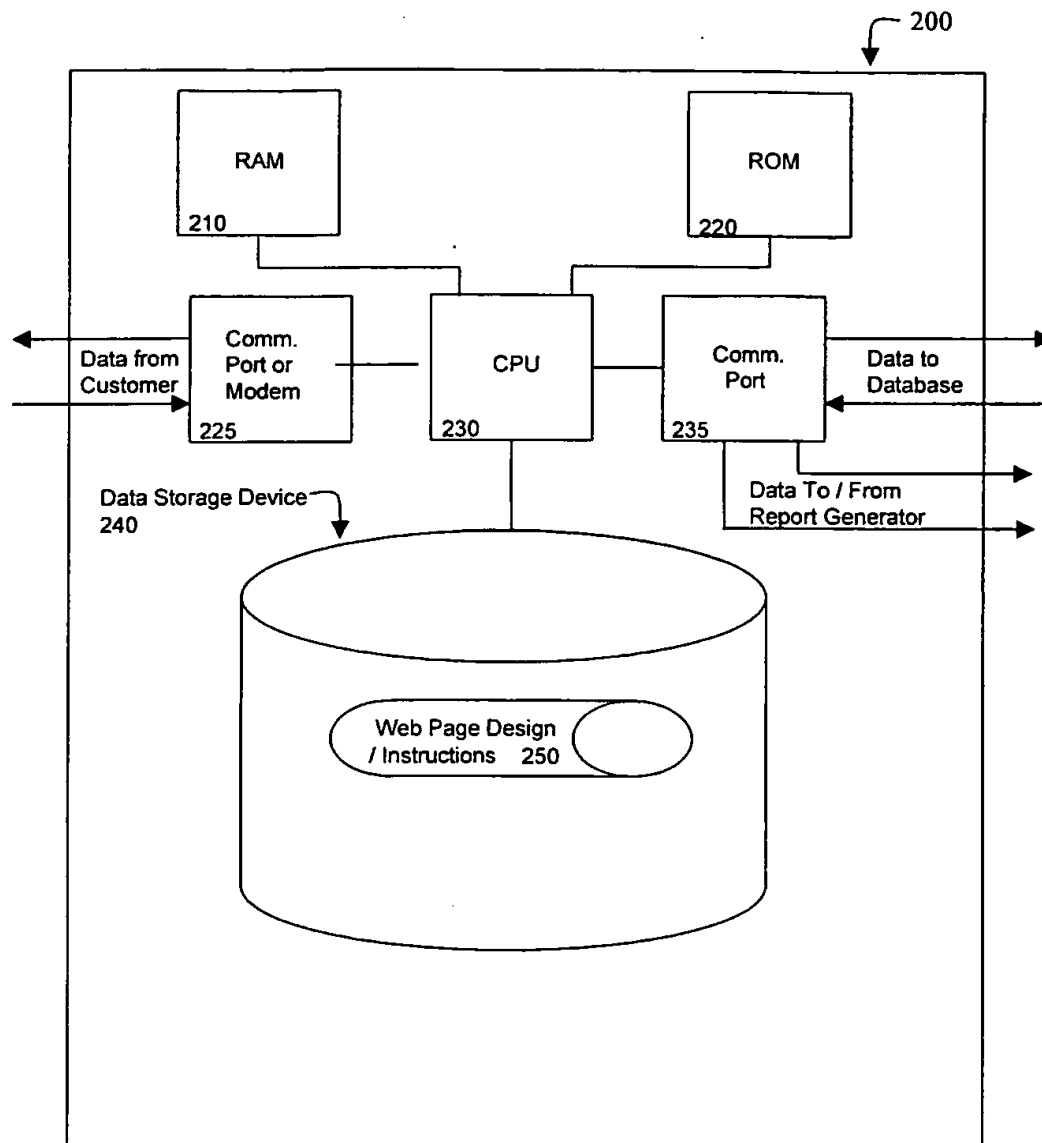 200
RAM
210
ROM
220
Data from
Customer
Comm.
Port or
Modem
225
CPU
230
Comm.
Port
235
Data to
Database
Data To / From
Report Generator
Data Storage Device
240
Web Page Design
/ Instructions 250